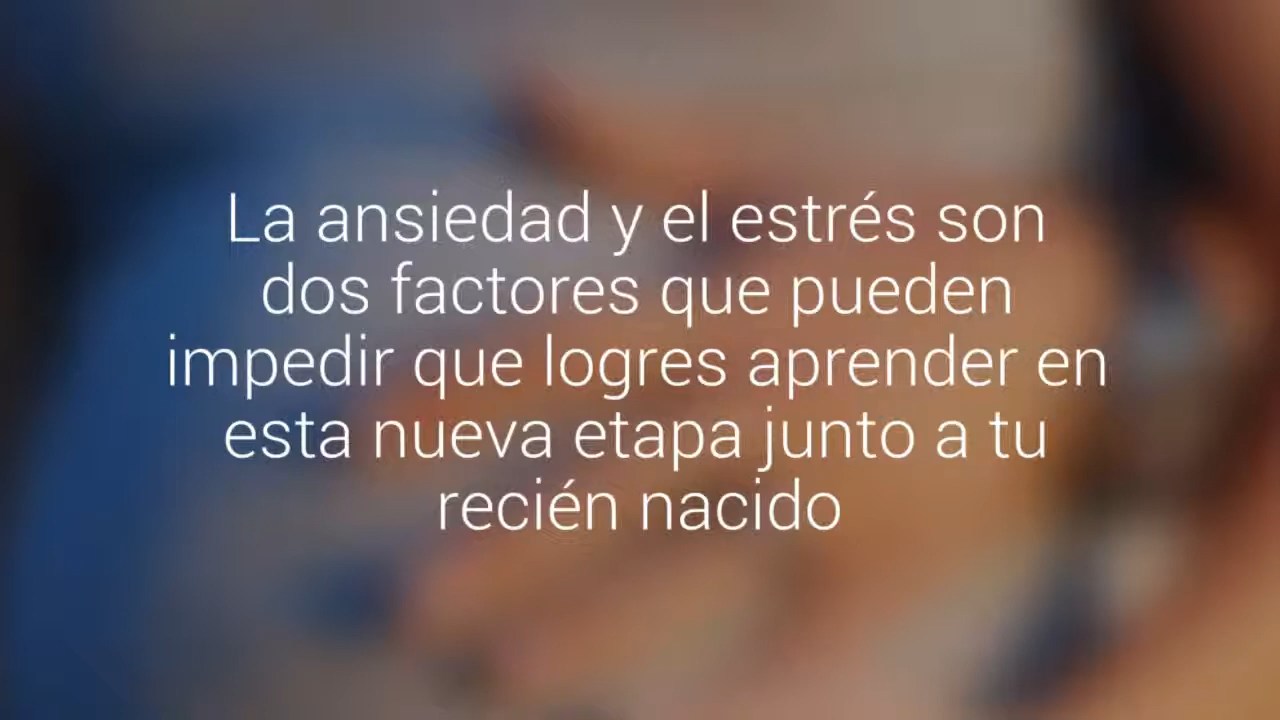 La ansiedad y el estrés son
dos factores que pueden
impedir que logres aprender en
esta nueva etapa junto a tu
recién nacido